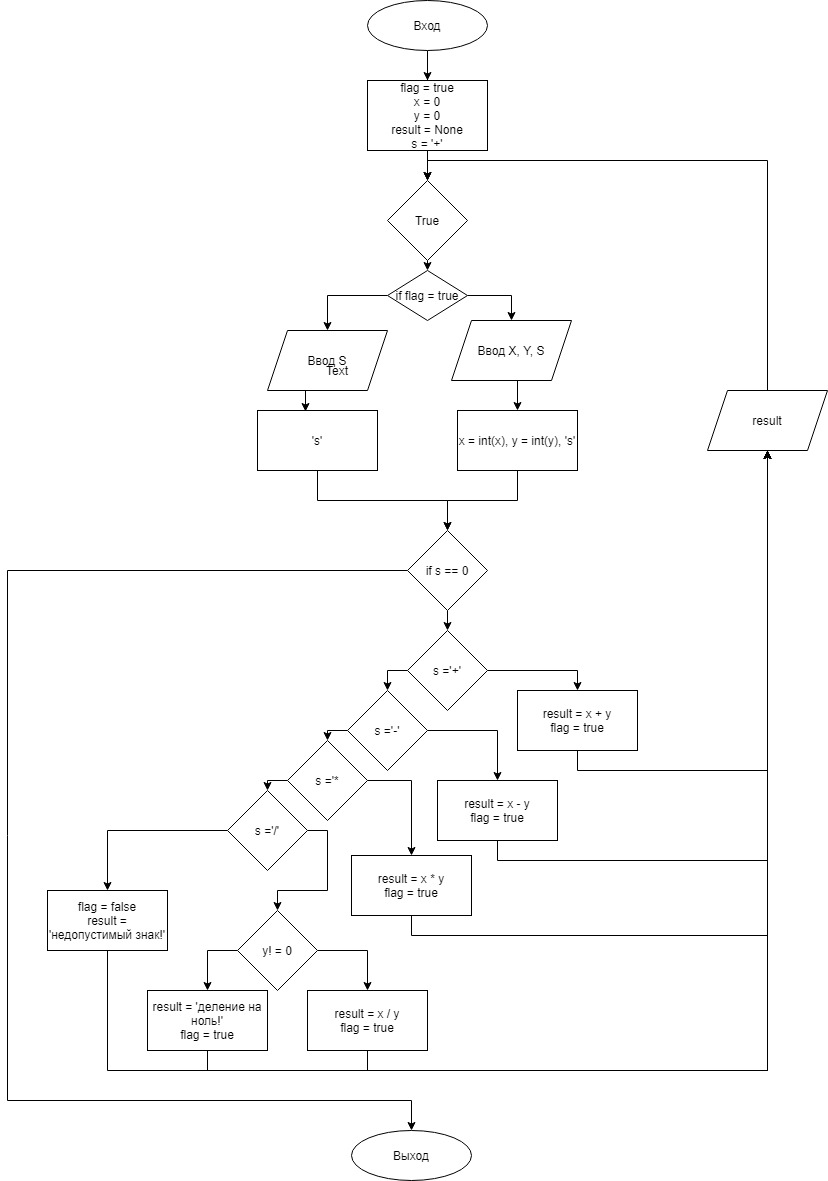 Вход
flag = true
x = 0
y = 0
result = None
s = '+'
True
if flag = true
Ввод S
Text
Ввод X, Y, S
's'
x = int(x), y = int(y), 's'
result
if s == 0
s ='+'
result = x + y
flag = true
s ='-'
result = x - y
flag = true
s ='*
result = x * y
flag = true
s ='/'
flag = false
result =
'недопустимый знак!'
y! = 0
result = 'деление на
ноль!'
flag = true
result = x / y
flag = true
Выход